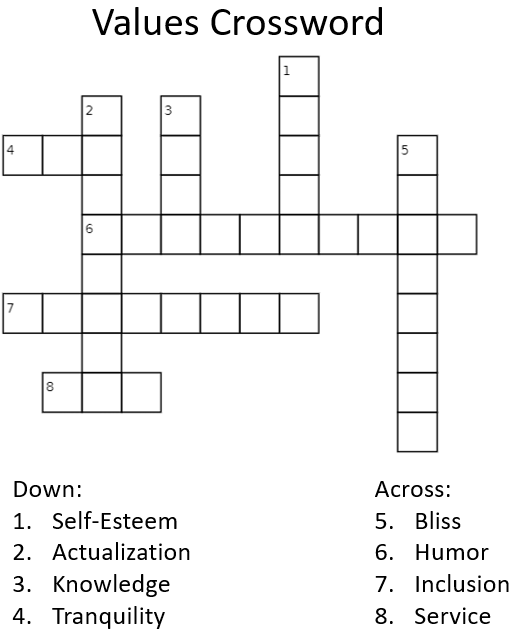 Values Crossword
1
2
3
4
5
6
7
8
Down:
1. Self-Esteem
2. Actualization
3. Knowledge
4. Tranquility
Across:
5. Bliss
6. Humor
7. Inclusion
8. Service